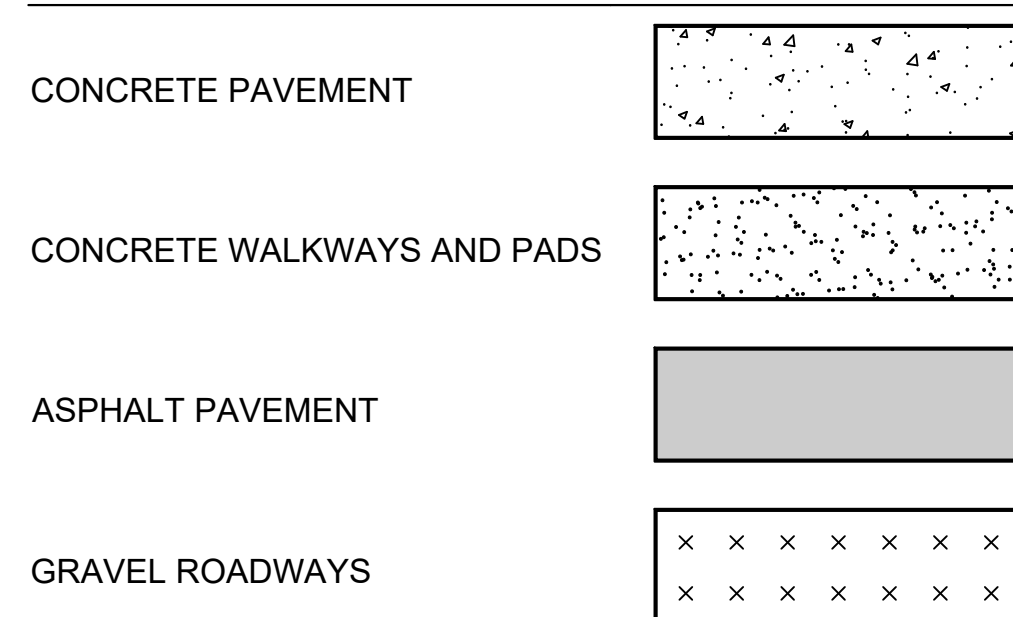 CONCRETE PAVEMENT
CONCRETE WALKWAYS AND PADS
ASPHALT PAVEMENT
GRAVEL ROADWAYS